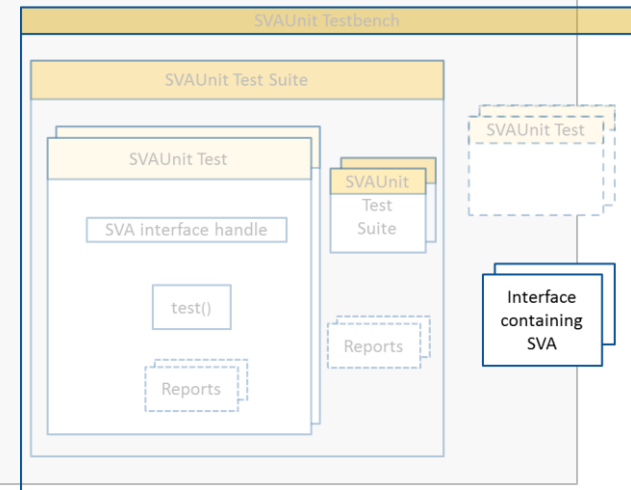 SVAUnit Testbench
SVAUnit Test Suite
SVAUnit Test
SVA interface handle
test()
Reports
SVAUnit
Test
Suite
Reports
SVAUnit Test
Interface
containing
SVA